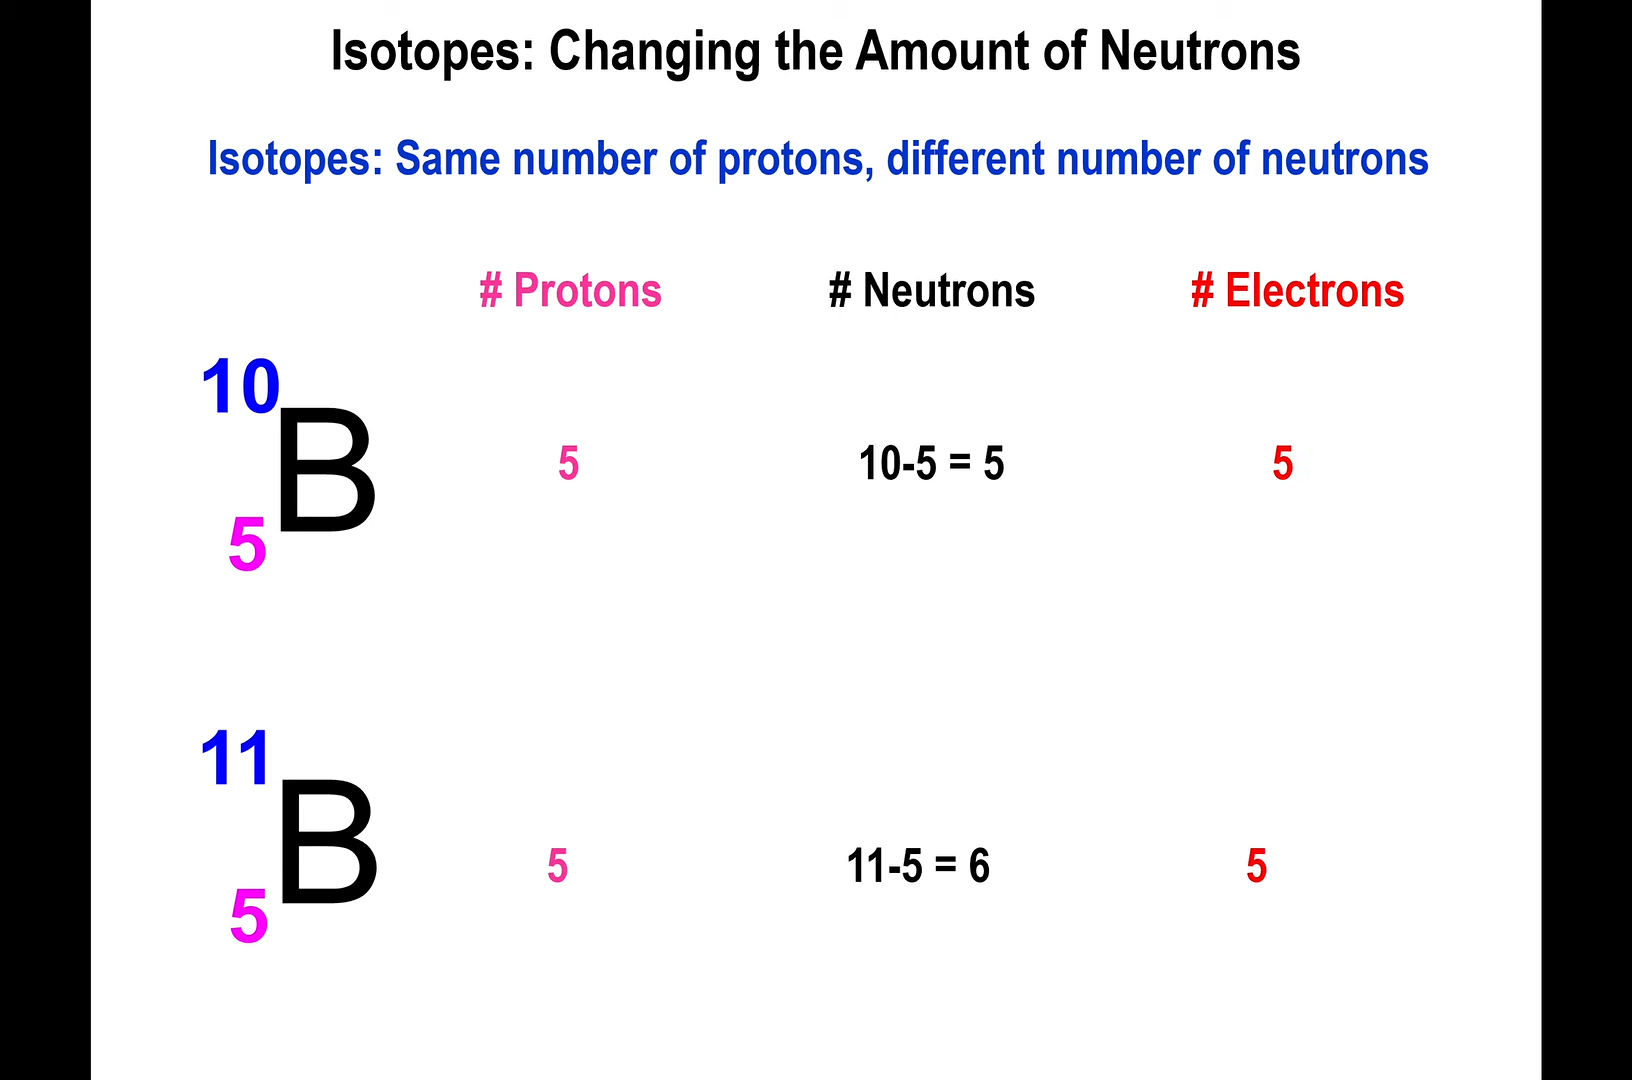 Isotopes: Changing the Amount of Neutrons
Isotopes: Same number of protons, different number of neutrons
# Protons # Neutrons # Electrons
10
B 5 10-5 = 5 5
5
11
B
5 11-5 = 6 5
5